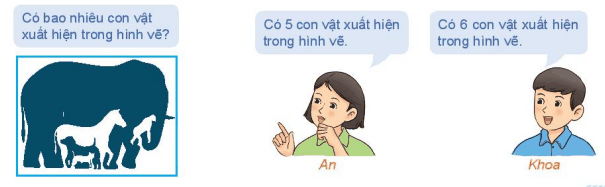 Có bao nhiêu con vật
xuất hiện trong hình vẽ?
Có 5 con vật xuất hiện
trong hình vẽ.
Có 6 con vật xuất hiện
trong hình vẽ.
An
Khoa